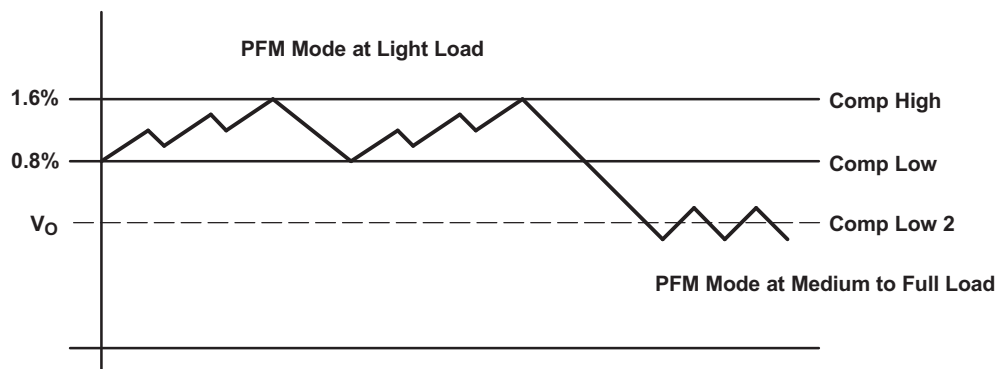 PFM Mode at Light Load
1.6%
Comp High
0.8%
Comp Low
VO
Comp Low 2
PFM Mode at Medium to Full Load